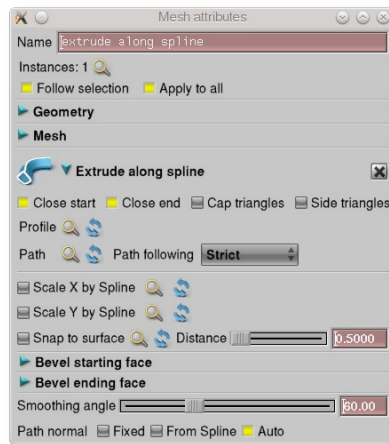 Mesh attributes
Name extrude along spline
Instances: 1
Follow selection Apply to all
Geometry
Mesh
Extrude along spline
Close start Close end Cap triangles Side triangles
Profile
Path Path following Strict
Scale X by Spline
Scale Y by Spline
Snap to surface Distance 0.5000
Bevel starting face
Bevel ending face
Smoothing angle 60.00
Path normal Fixed From Spline Auto